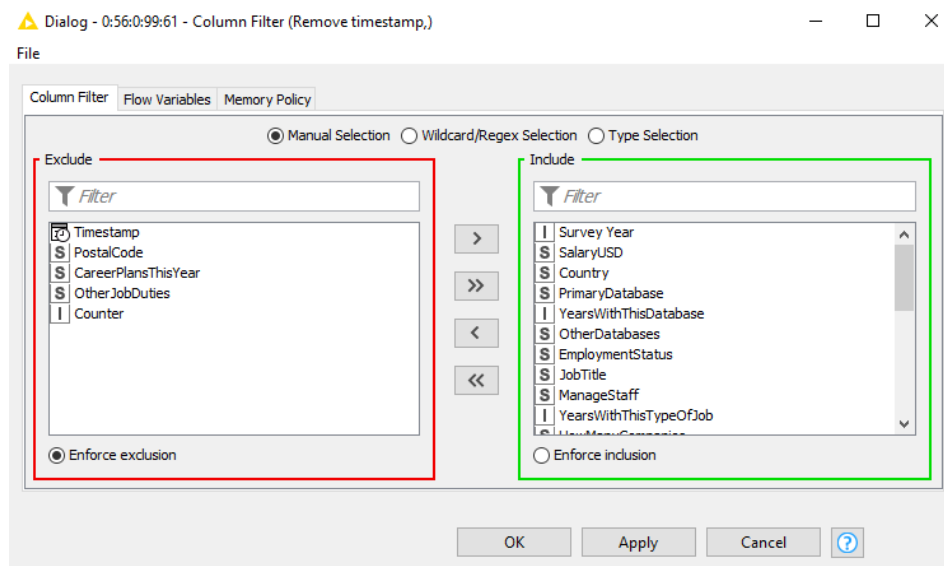 Dialog - 0:56:0:99:61 - Column Filter (Remove timestamp,)
File
Column Filter Flow Variables Memory Policy
Manual Selection Wildcard/Regex Selection Type Selection
Exclude
Filter
Timestamp
S PostalCode
S CareerPlansThisYear
S OtherJobDuties
I Counter
Enforce exclusion
>
>>
<
<<
Include
Filter
I Survey Year
S SalaryUSD
S Country
S PrimaryDatabase
I YearsWithThisDatabase
S OtherDatabases
S EmploymentStatus
S JobTitle
S ManageStaff
I YearsWithThisTypeOfJob
S HowManyCompanies
Enforce inclusion
OK Apply Cancel ?